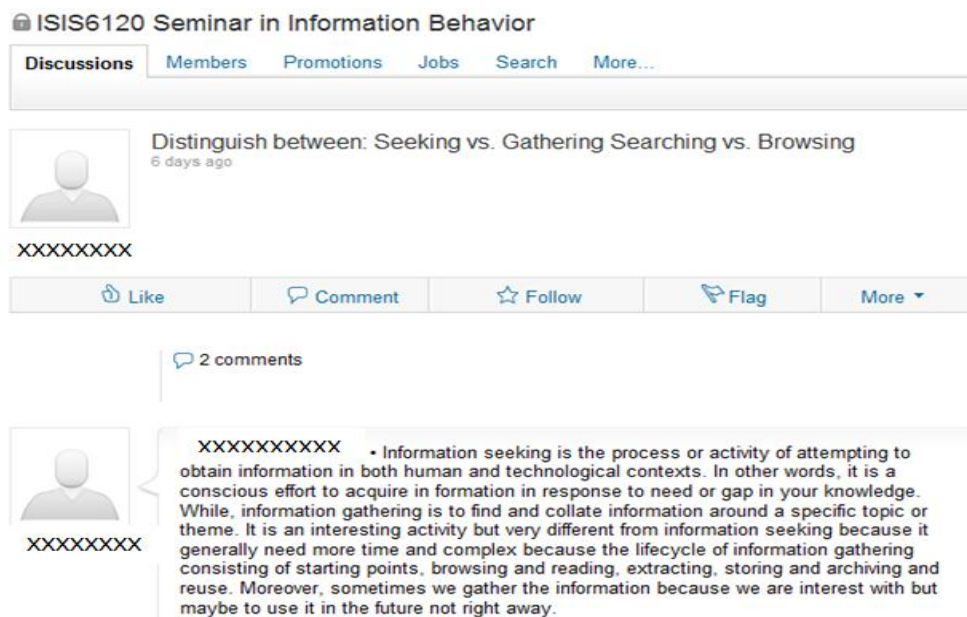 ISIS6120 Seminar in Information Behavior
Discussions Members Promotions Jobs Search More...
Distinguish between: Seeking vs. Gathering Searching vs. Browsing
6 days ago
XXXXXXXX
Like Comment Follow Flag More
2 comments
XXXXXXXXXX • Information seeking is the process or activity of attempting to
obtain information in both human and technological contexts. In other words, it is a
conscious effort to acquire in formation in response to need or gap in your knowledge.
While, information gathering is to find and collate information around a specific topic or
theme. It is an interesting activity but very different from information seeking because it
generally need more time and complex because the lifecycle of information gathering
consisting of starting points, browsing and reading, extracting, storing and archiving and
reuse. Moreover, sometimes we gather the information because we are interest with but
maybe to use it in the future not right away.
XXXXXXXX